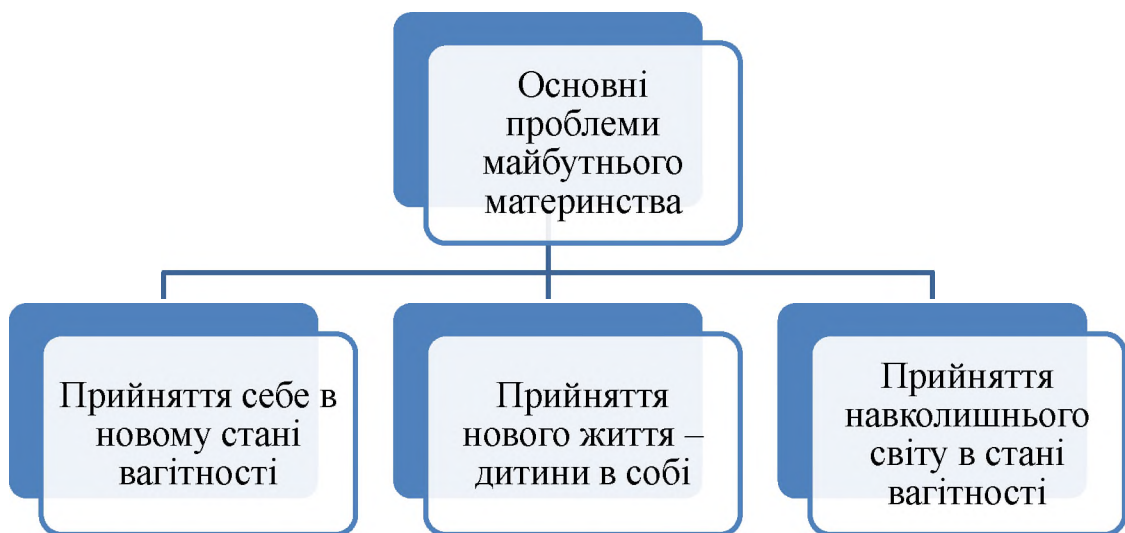 Основні
проблеми
майбутнього
материнства
Прийняття себе в
новому стані
вагітності
Прийняття
нового життя –
дитини в собі
Прийняття
навколишнього
світу в стані
вагітності